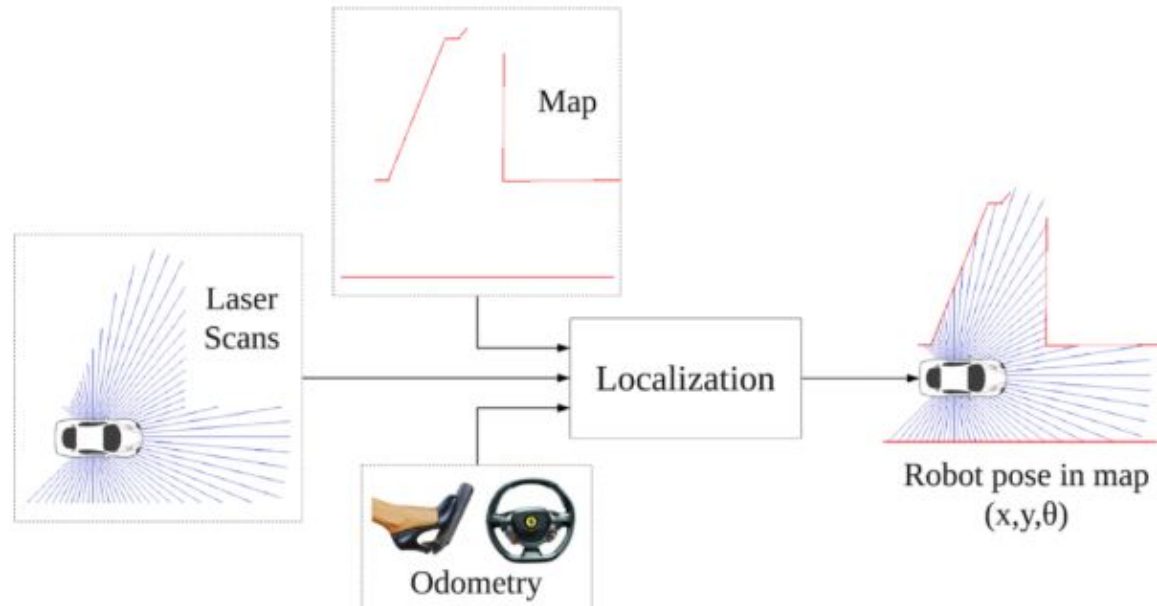 Map
Laser
Scans
Localization
Robot pose in map
(x,y,θ)
Odometry